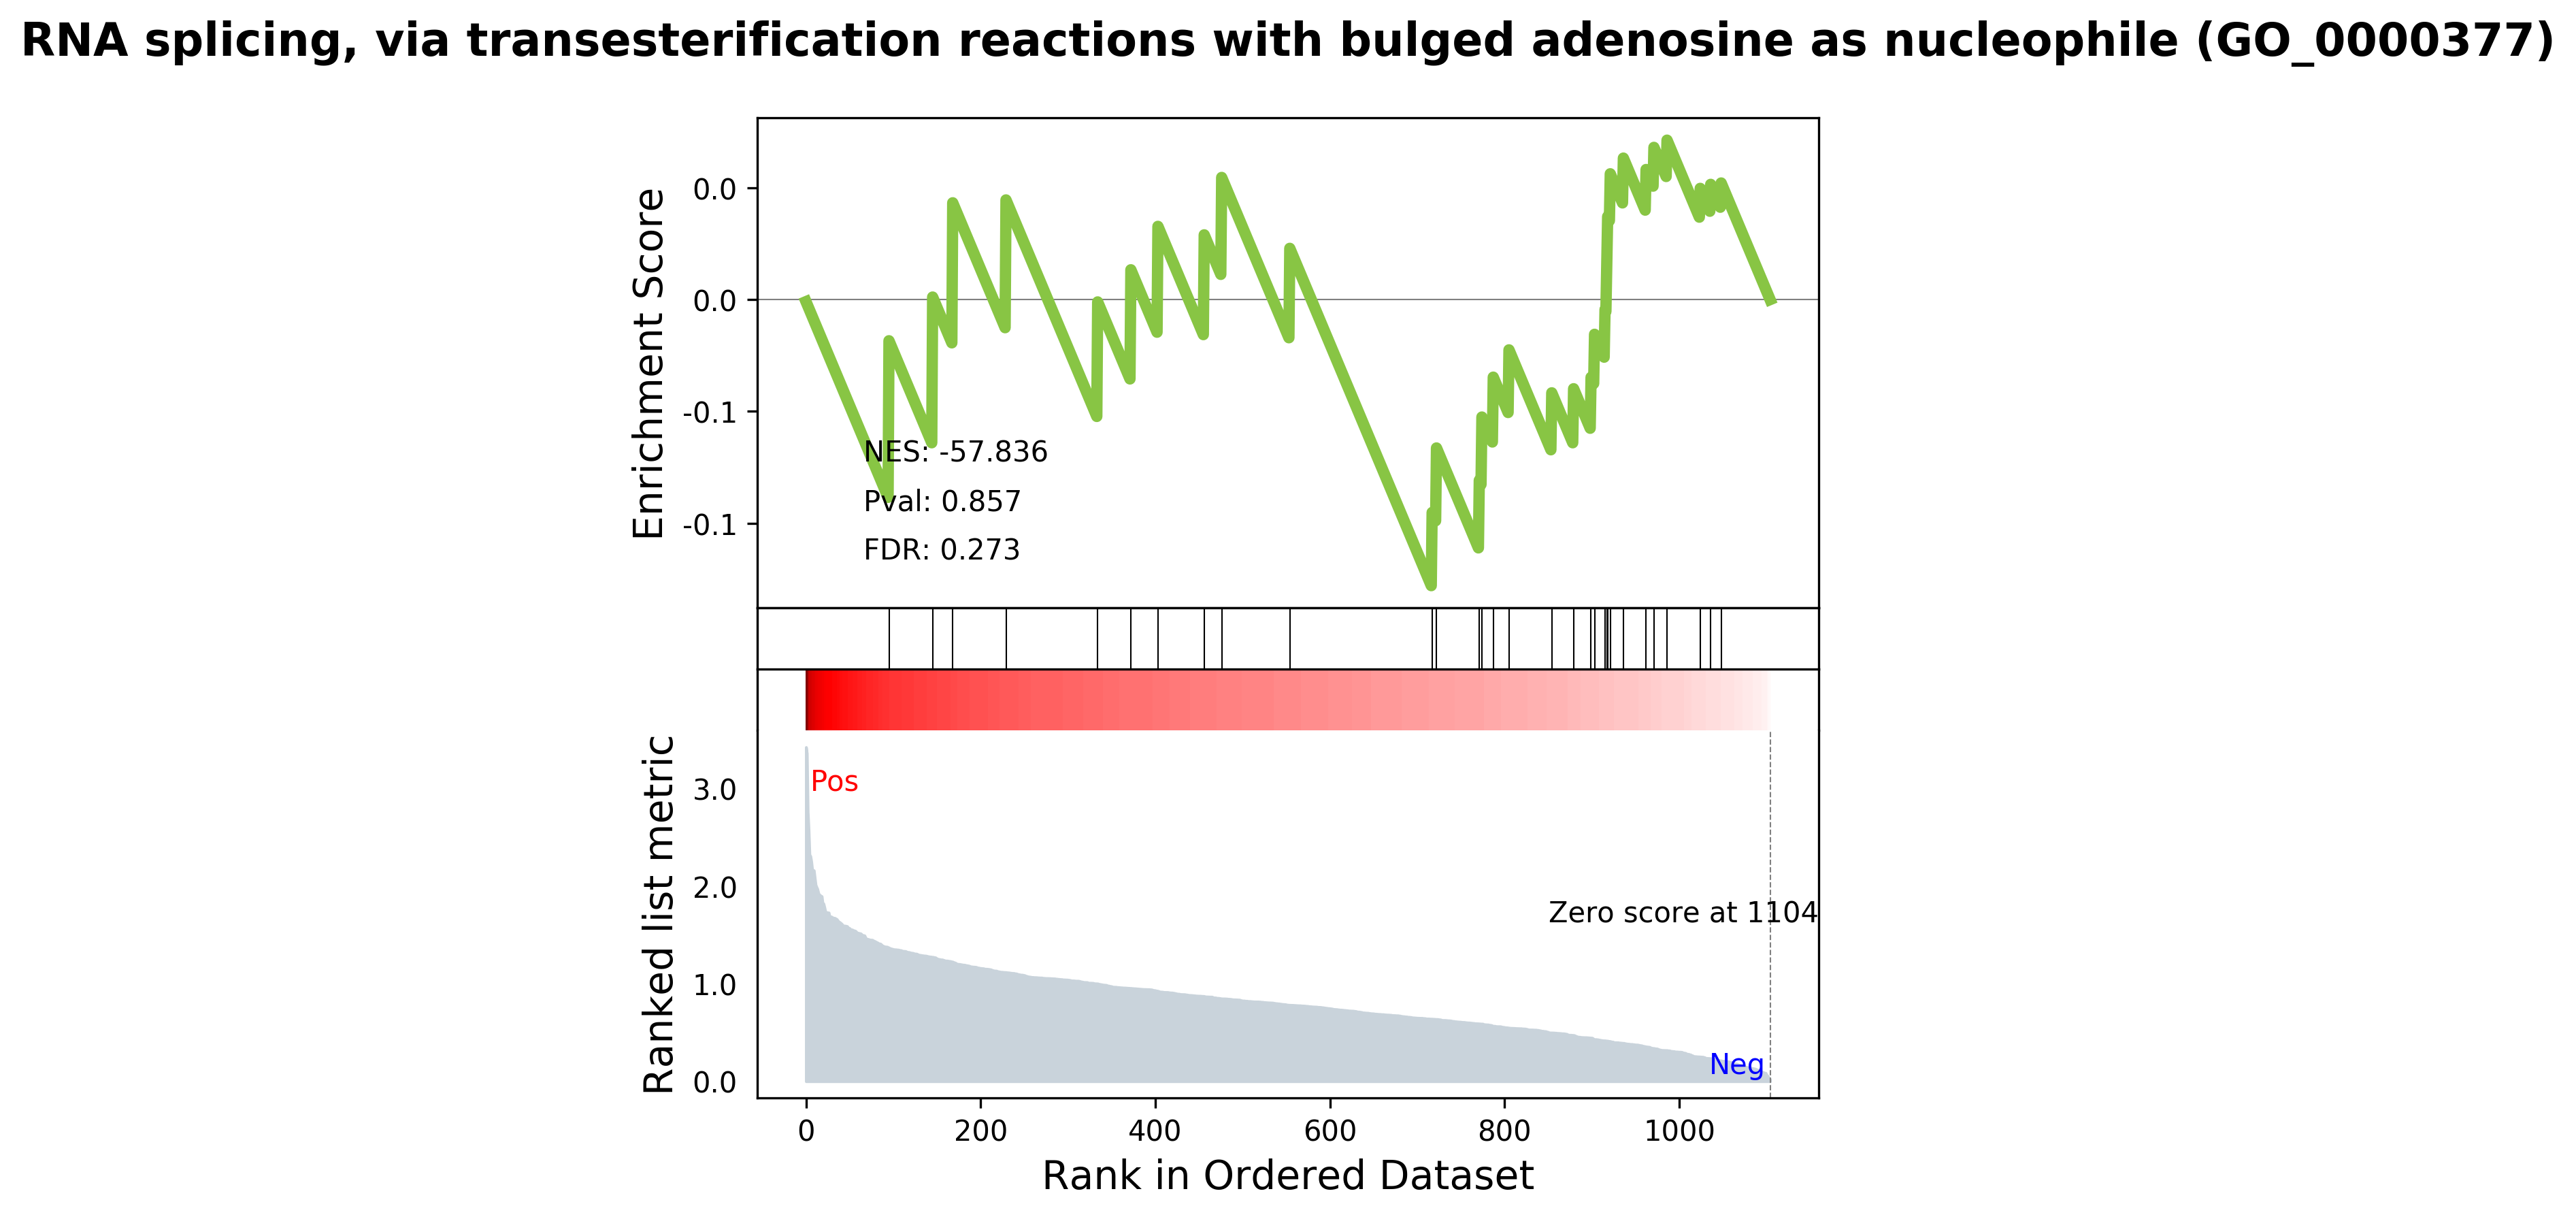 RNA splicing, via transesterification reactions with bulged adenosine as nucleophile (GO_0000377)
Enrichment Score
0.0
0.0
-0.1
-0.1
NES: -57.836
Pval: 0.857
FDR: 0.273
Ranked list metric
3.0
2.0
1.0
0.0
Pos
Zero score at 1104
Neg
0 200 400 600 800 1000
Rank in Ordered Dataset